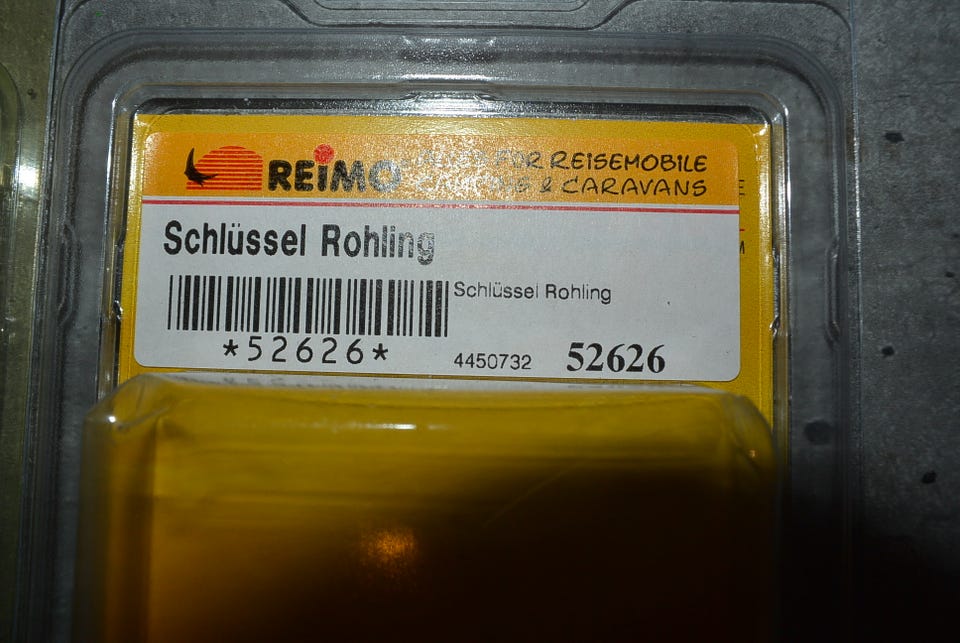 REIMO
FÜR REISEMOBILE
& CARAVANS
E
M
Schlüssel Rohling
Schlüssel Rohling
*52626*
4450732
52626